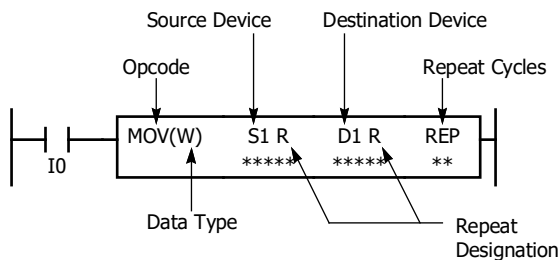 Source Device Destination Device
Opcode Repeat Cycles
MOV(W) S1 R D1 R REP
I0 ***** ***** **
Data Type Repeat
Designation